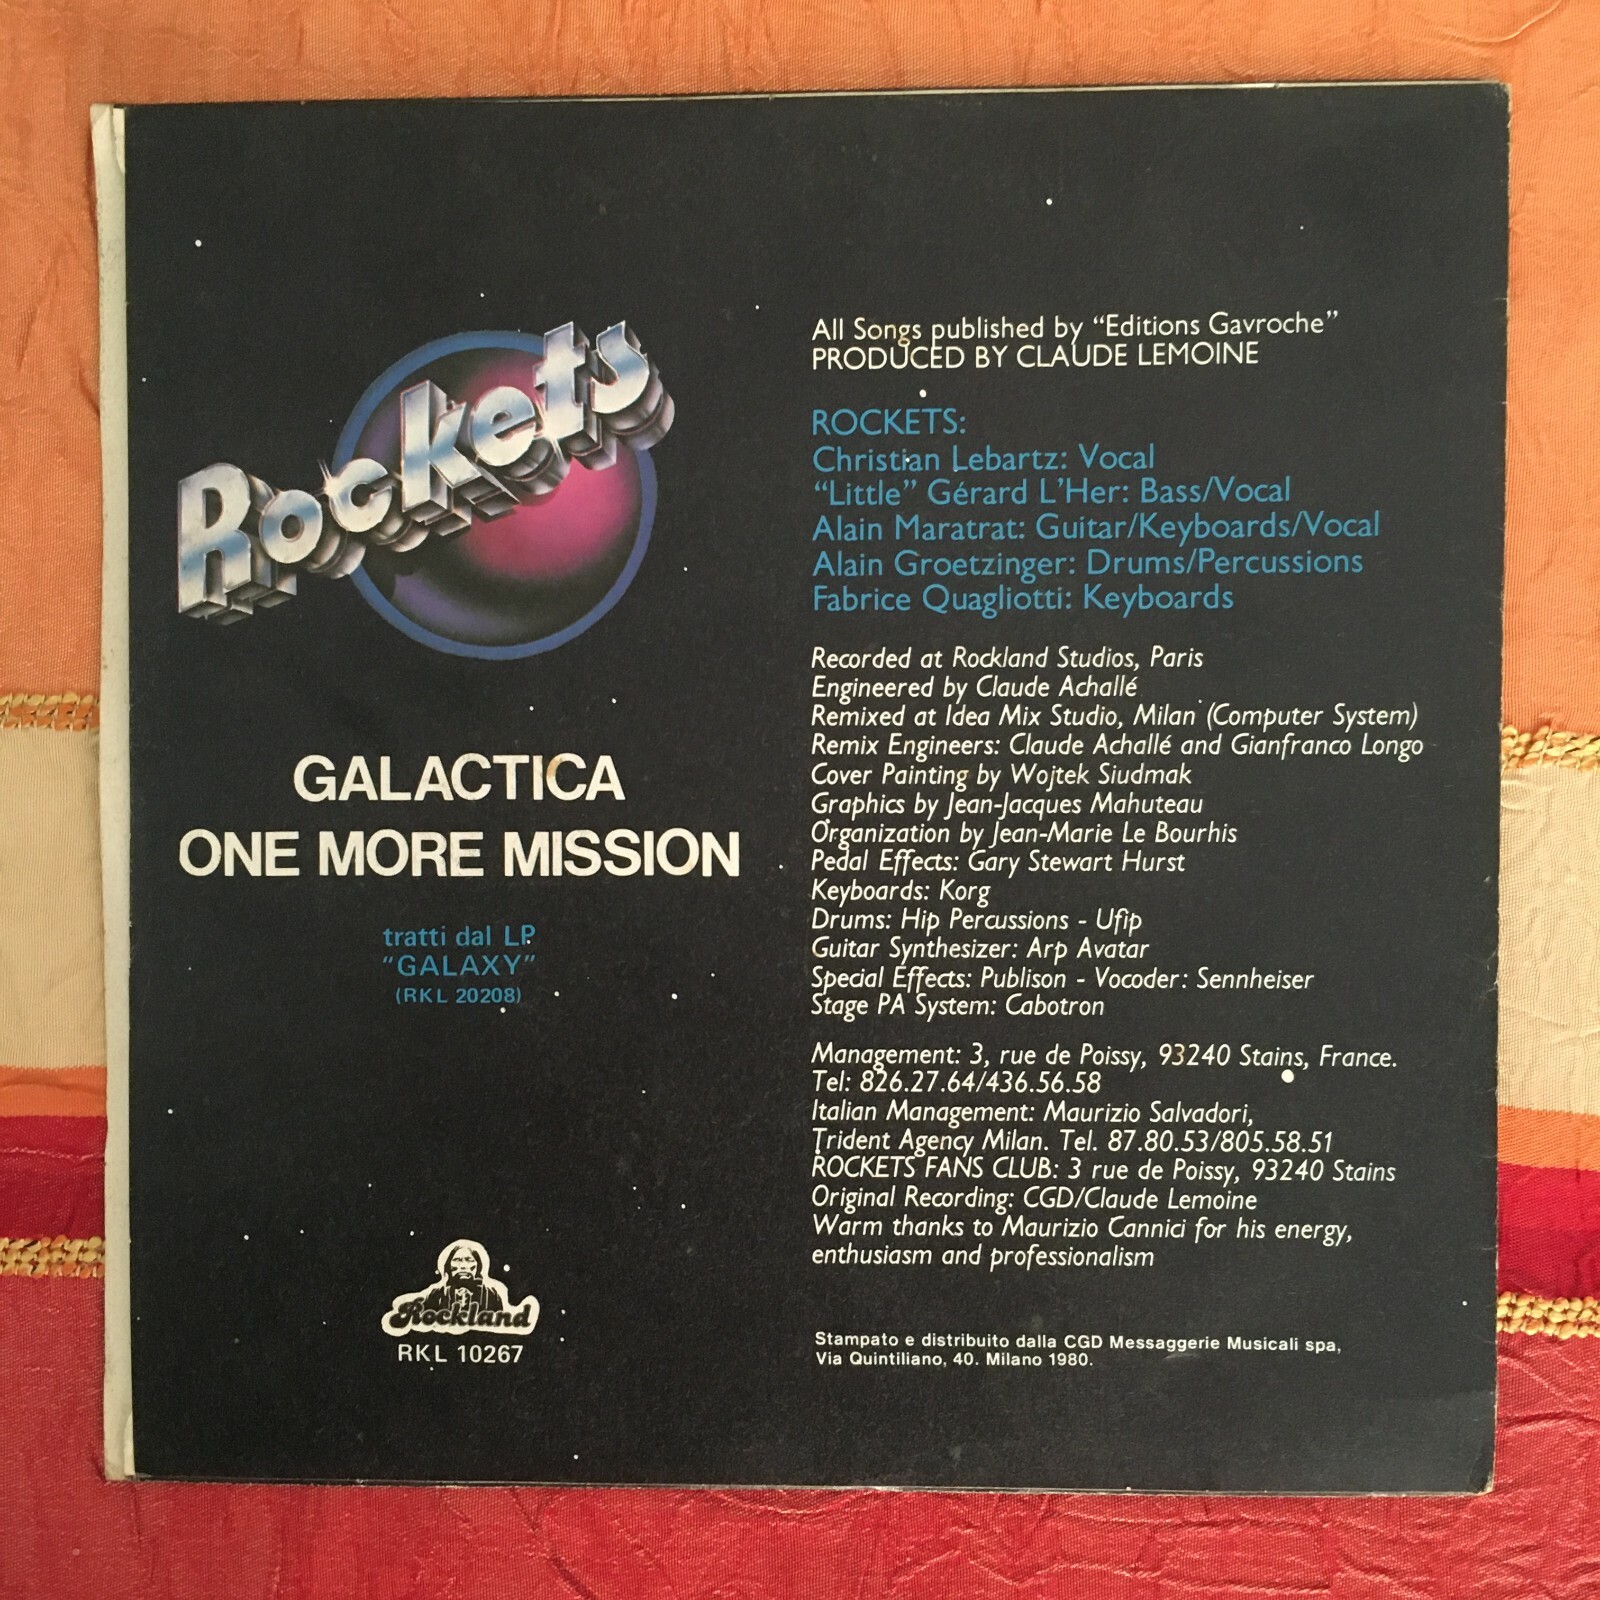 Rockets
GALACTICA
ONE MORE MISSION
tratti dal LP
“GALAXY”
(RKL 20208)
Rockland
RKL 10267
All Songs published by “Editions Gavroche”
PRODUCED BY CLAUDE LEMOINE
ROCKETS:
Christian Lebartz: Vocal
“Little” Gérard L'Her: Bass/Vocal
Alain Maratrat: Guitar/Keyboards/Vocal
Alain Groetzinger: Drums/Percussions
Fabrice Quagliotti: Keyboards
Recorded at Rockland Studios, Paris
Engineered by Claude Achallé
Remixed at Idea Mix Studio, Milan (Computer System)
Remix Engineers: Claude Achallé and Gianfranco Longo
Cover Painting by Wojtek Siudmak
Graphics by Jean-Jacques Mahuteau
Organization by Jean-Marie Le Bourhis
Pedal Effects: Gary Stewart Hurst
Keyboards: Korg
Drums: Hip Percussions - Ufip
Guitar Synthesizer: Arp Avatar
Special Effects: Publison - Vocoder: Sennheiser
Stage PA System: Cabotron
Management: 3, rue de Poissy, 93240 Stains, France.
Tel: 826.27.64/436.56.58
Italian Management: Maurizio Salvadori,
Trident Agency Milan. Tel. 87.80.53/805.58.51
ROCKETS FANS CLUB: 3 rue de Poissy, 93240 Stains
Original Recording: CGD/Claude Lemoine
Warm thanks to Maurizio Cannici for his energy,
enthusiasm and professionalism
Stampato e distribuito dalla CGD Messaggerie Musicali spa,
Via Quintiliano, 40. Milano 1980.